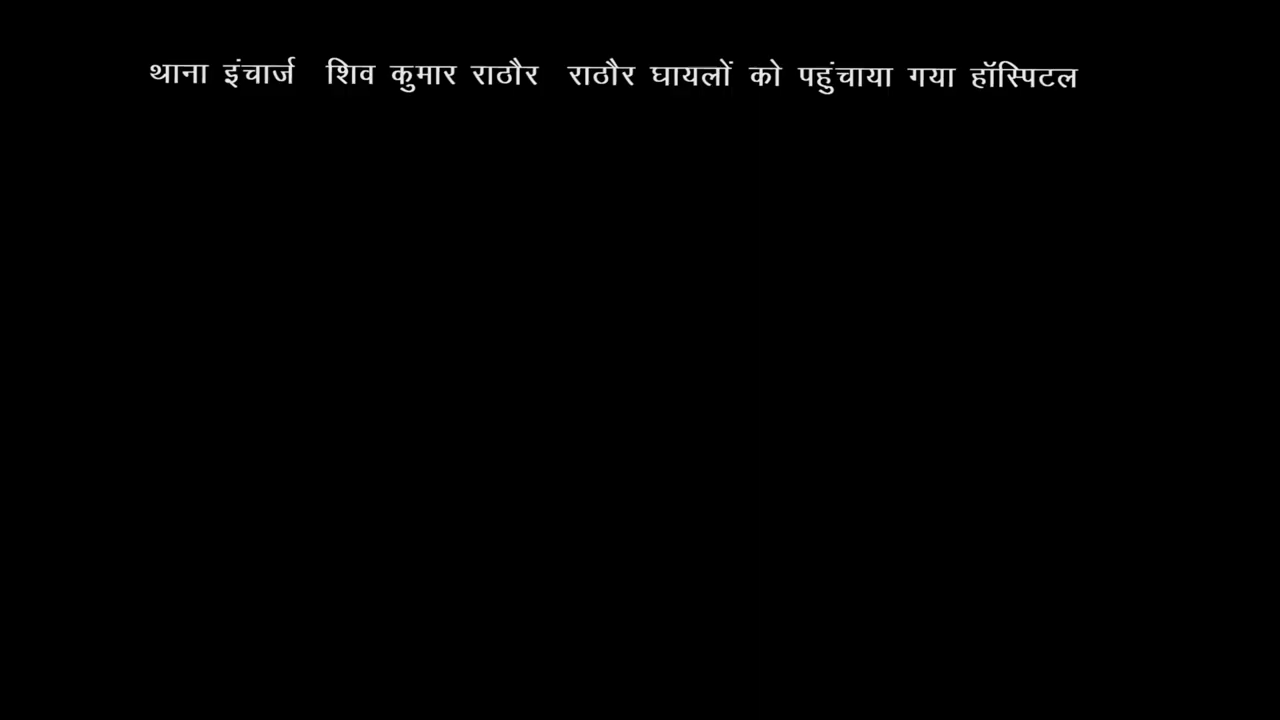 थाना इंचार्ज शिव कुमार राठौर राठौर घायलों को पहुंचाया गया हॉस्पिटल